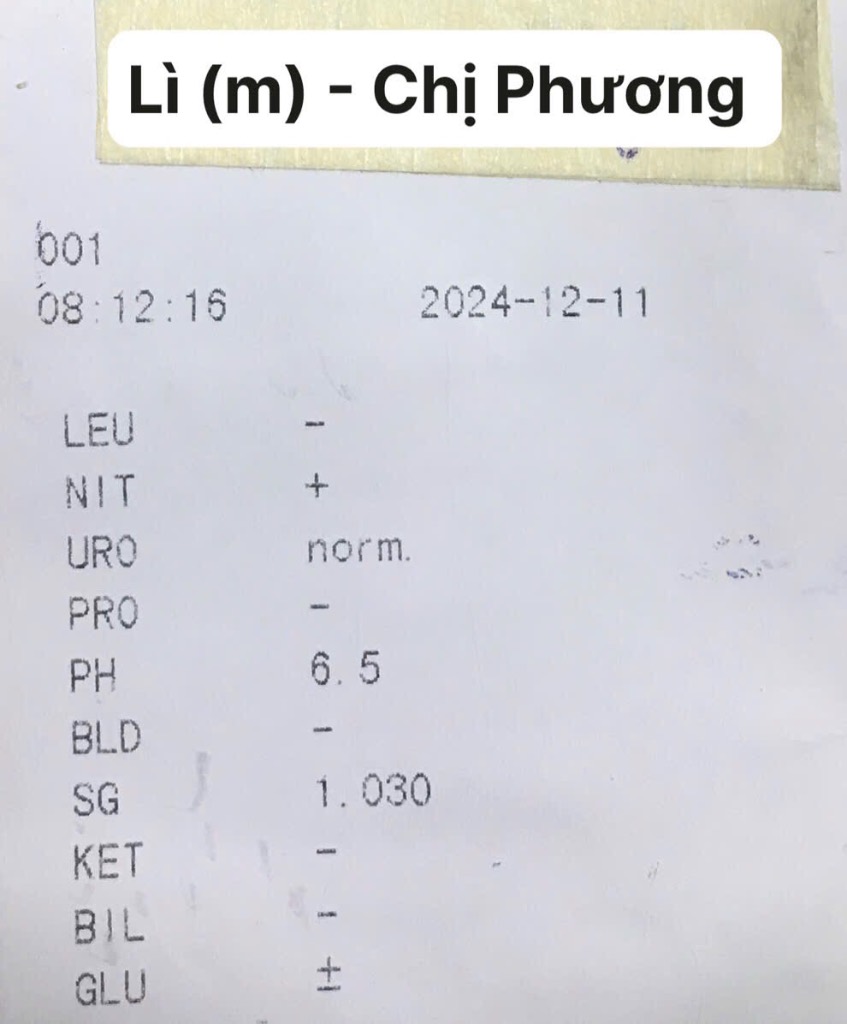 Lì (m) - Chị Phương
001
08:12:16 2024-12-11
LEU -
NIT +
URO norm.
PRO -
PH 6.5
BLD -
SG 1.030
KET -
BIL -
GLU ±